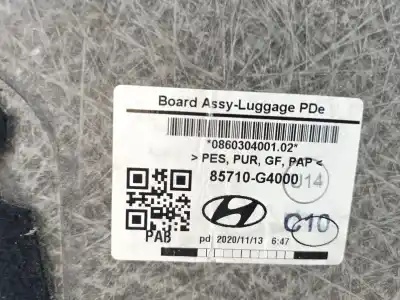 Board Assy-Luggage PDe
*0860304001.02*
> PES, PUR, GF, PAP <
85710-G4000
U14
C10
PAB
pd 2020/11/13 6:47